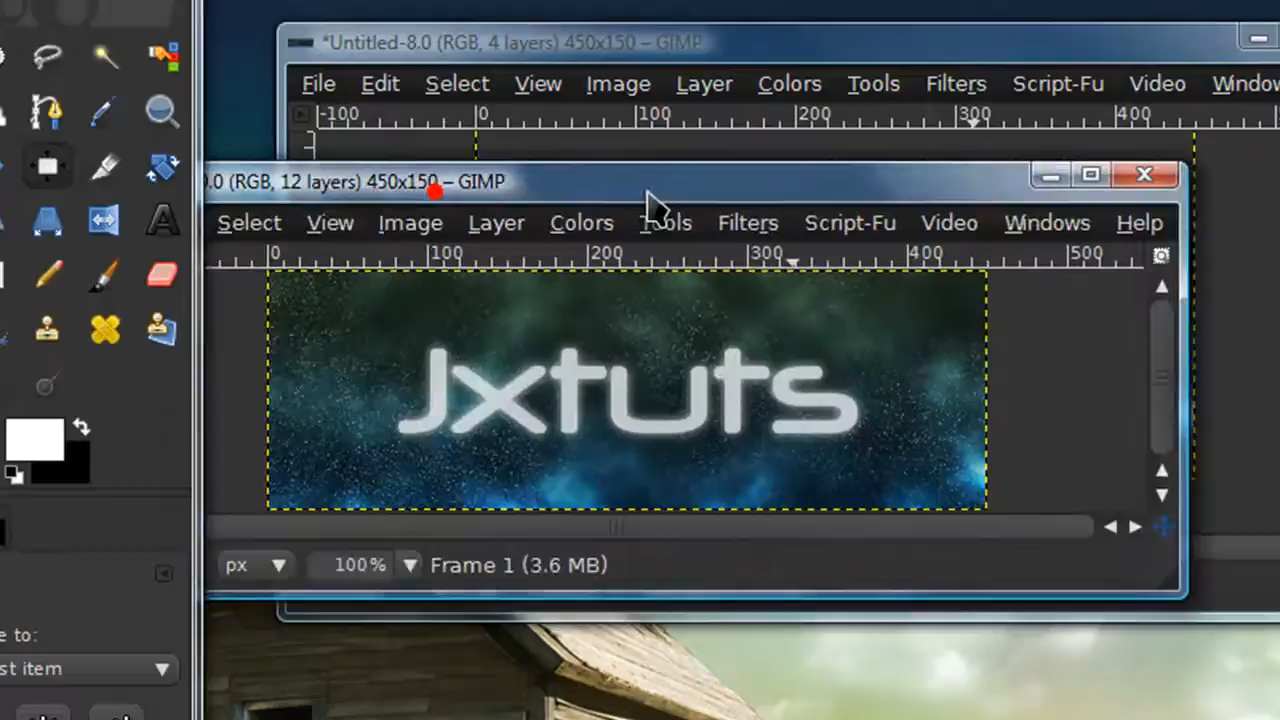 *Untitled-8.0 (RGB, 4 layers) 450x150 – GIMP
File Edit Select View Image Layer Colors Tools Filters Script-Fu Video Window
-100 0 100 200 300 400
0.0 (RGB, 12 layers) 450x150 – GIMP
Select View Image Layer Colors Tools Filters Script-Fu Video Windows Help
0 100 200 300 400 500
Jxtuts
px 100% Frame 1 (3.6 MB)
e to:
st item